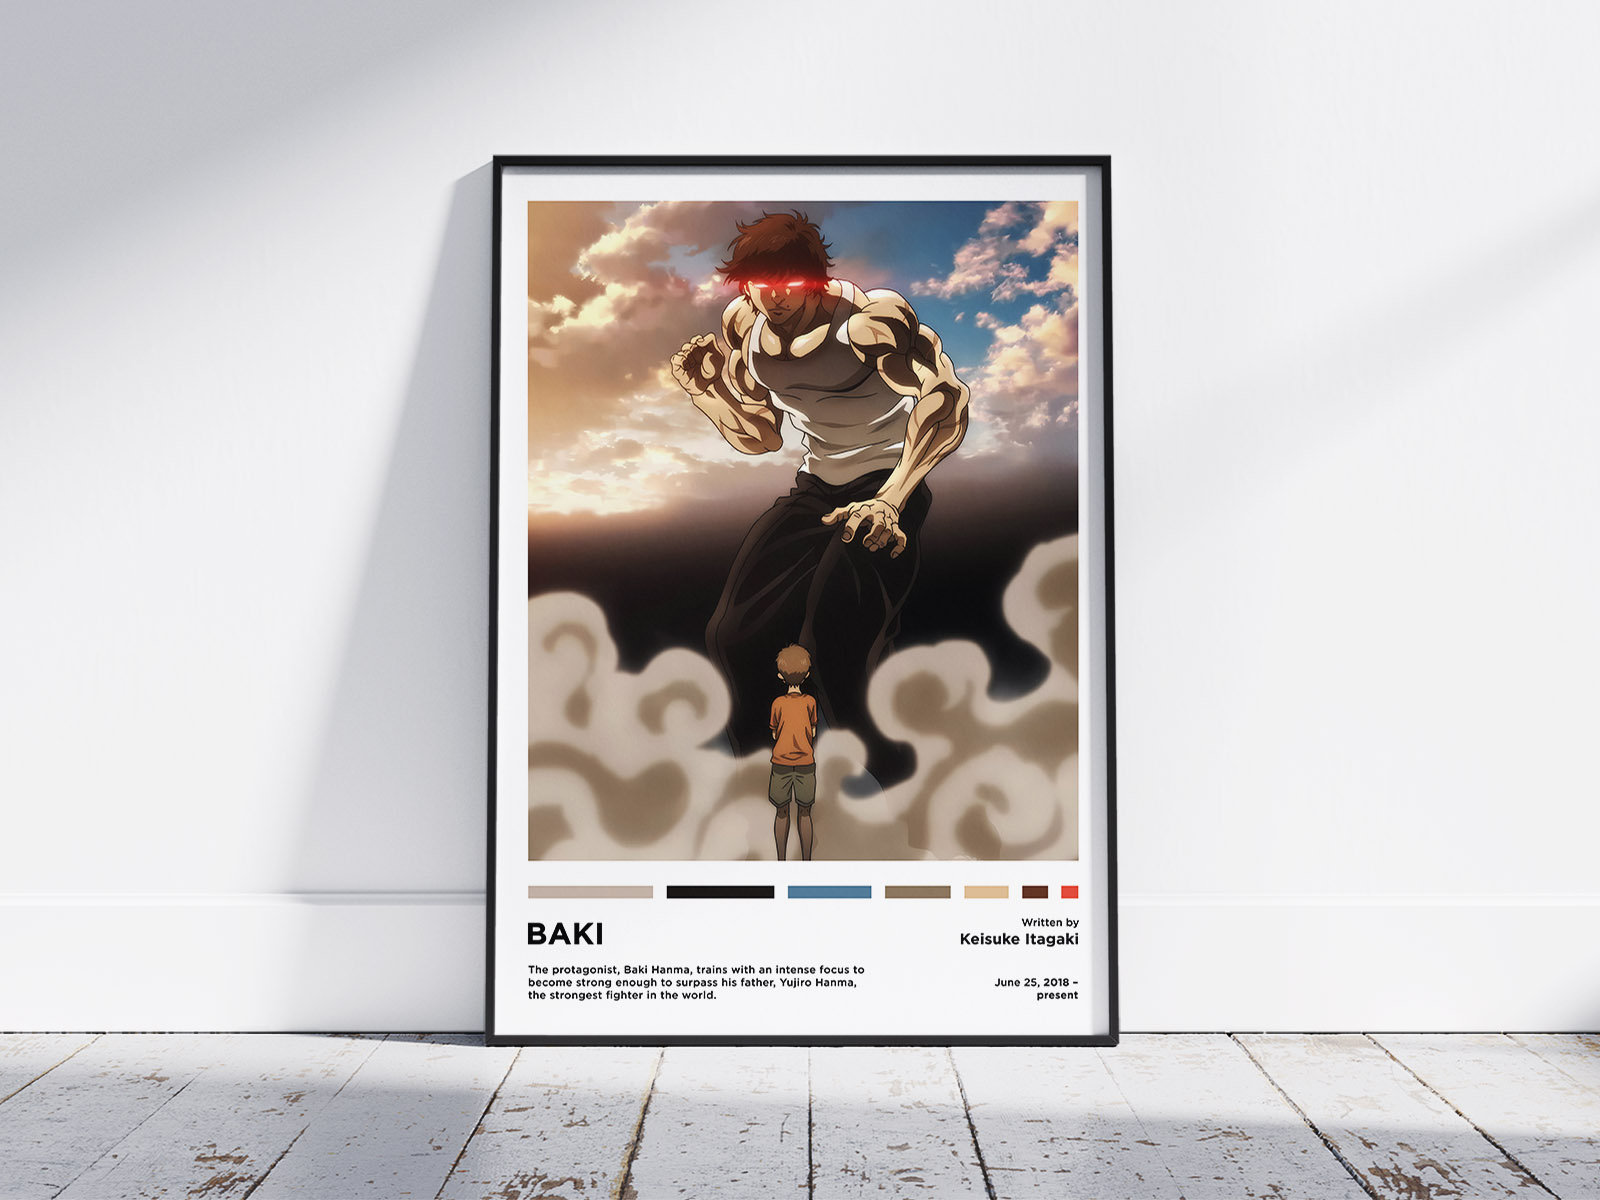 BAKI
The protagonist, Baki Hanma, trains with an intense focus to
become strong enough to surpass his father, Yujiro Hanma,
the strongest fighter in the world.
Written by
Keisuke Itagaki
June 25, 2018 –
present